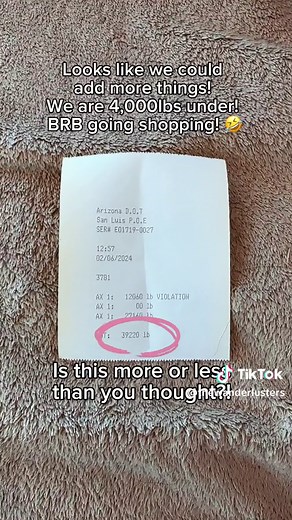 Looks like we could
add more things!
We are 4,000lbs under!
BRB going shopping! 🤣
Arizona D.O.T
San Luis P.O.E
SER# E01719-0027
12:57
02/06/2024
3781
AX 1: 12060 lb VIOLATION
AX 1: 00 lb
AX 1: 27160 lb
39220 lb
Is this more or less
than you thought?!
TikTok